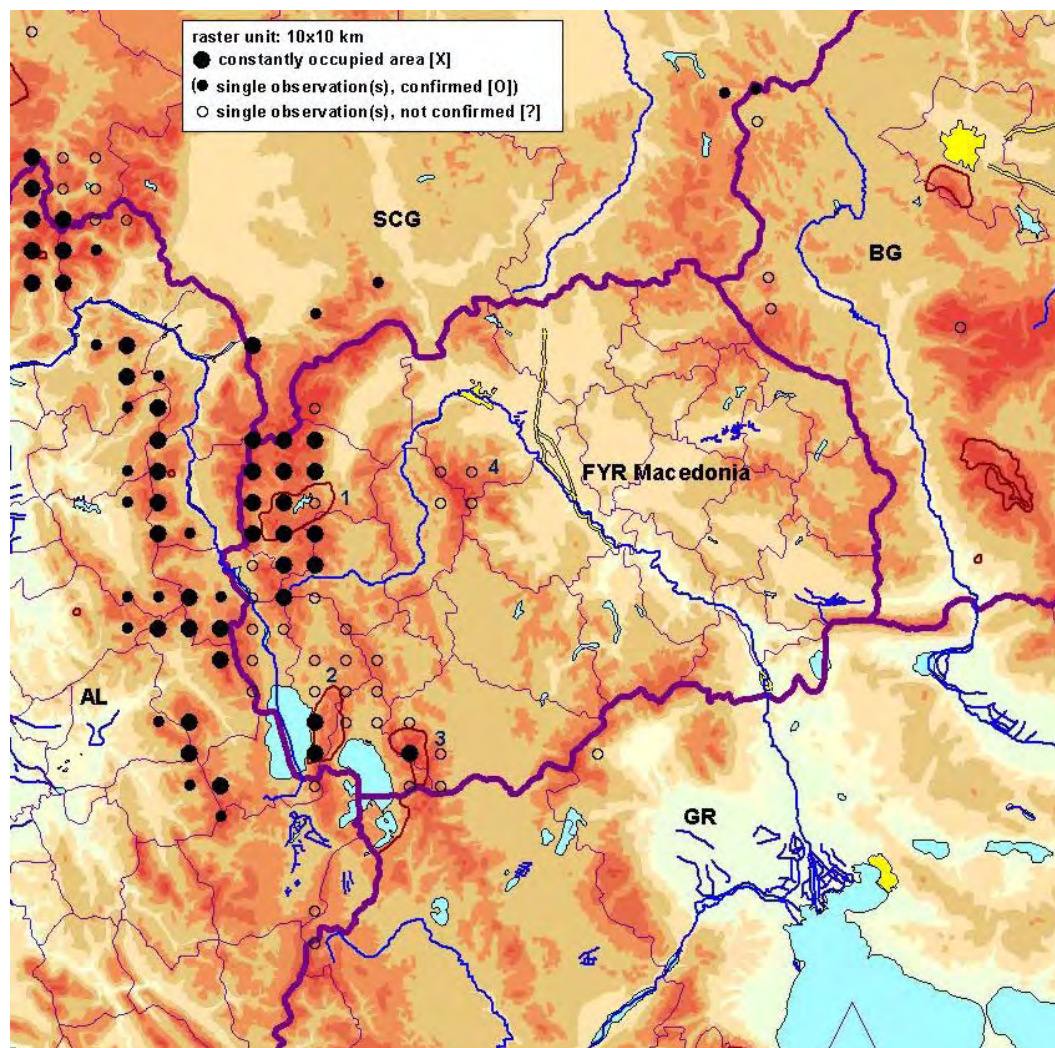 raster unit: 10x10 km
constantly occupied area [X]
(● single observation(s), confirmed [O])
single observation(s), not confirmed [?]
4
SCG
BG
FYR Macedonia
4
1
AL
2
3
GR